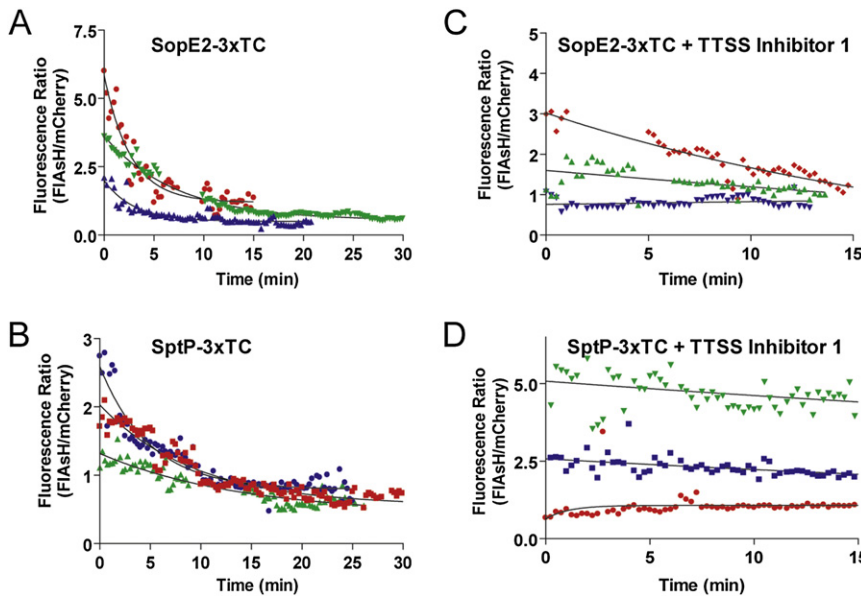 A
SopE2-3xTC
Fluorescence Ratio
(FlAsH/mCherry)
7.5
5.0
2.5
0.0
0 5 10 15 20 25 30
Time (min)
C
SopE2-3xTC + TTSS Inhibitor 1
Fluorescence Ratio
(FlAsH/mCherry)
5
4
3
2
1
0
0 5 10 15
Time (min)
B
SptP-3xTC
Fluorescence Ratio
(FlAsH/mCherry)
3
2
1
0
0 5 10 15 20 25 30
Time (min)
D
SptP-3xTC + TTSS Inhibitor 1
Fluorescence Ratio
(FlAsH/mCherry)
5.0
2.5
0.0
0 5 10 15
Time (min)